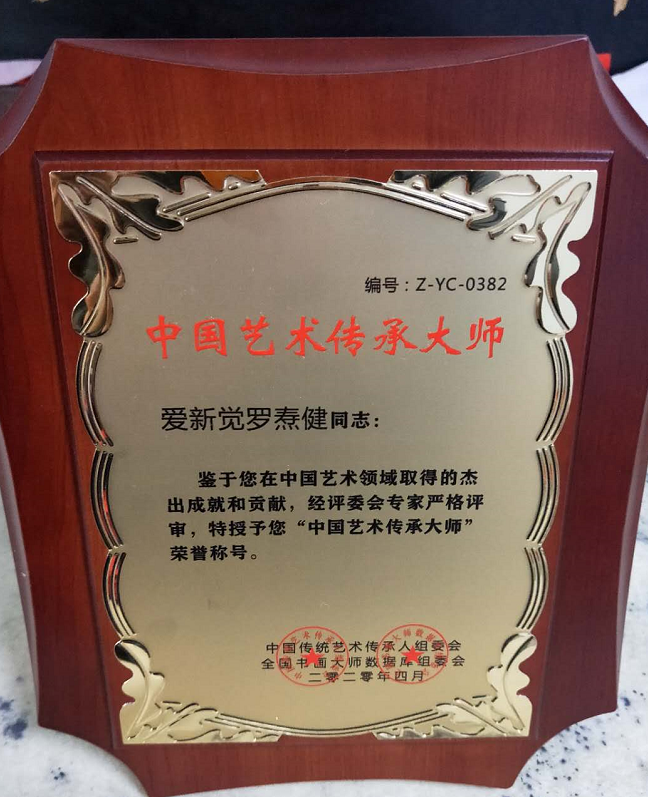 编号：Z-YC-0382
中国艺术传承大师
爱新觉罗焘健同志：
鉴于您在中国艺术领域取得的杰
出成就和贡献，经评委会专家严格评
审，特授予您“中国艺术传承大师”
荣誉称号。
中国传统艺术传承人组委会
全国书画大师数据库组委会
二零二零年四月